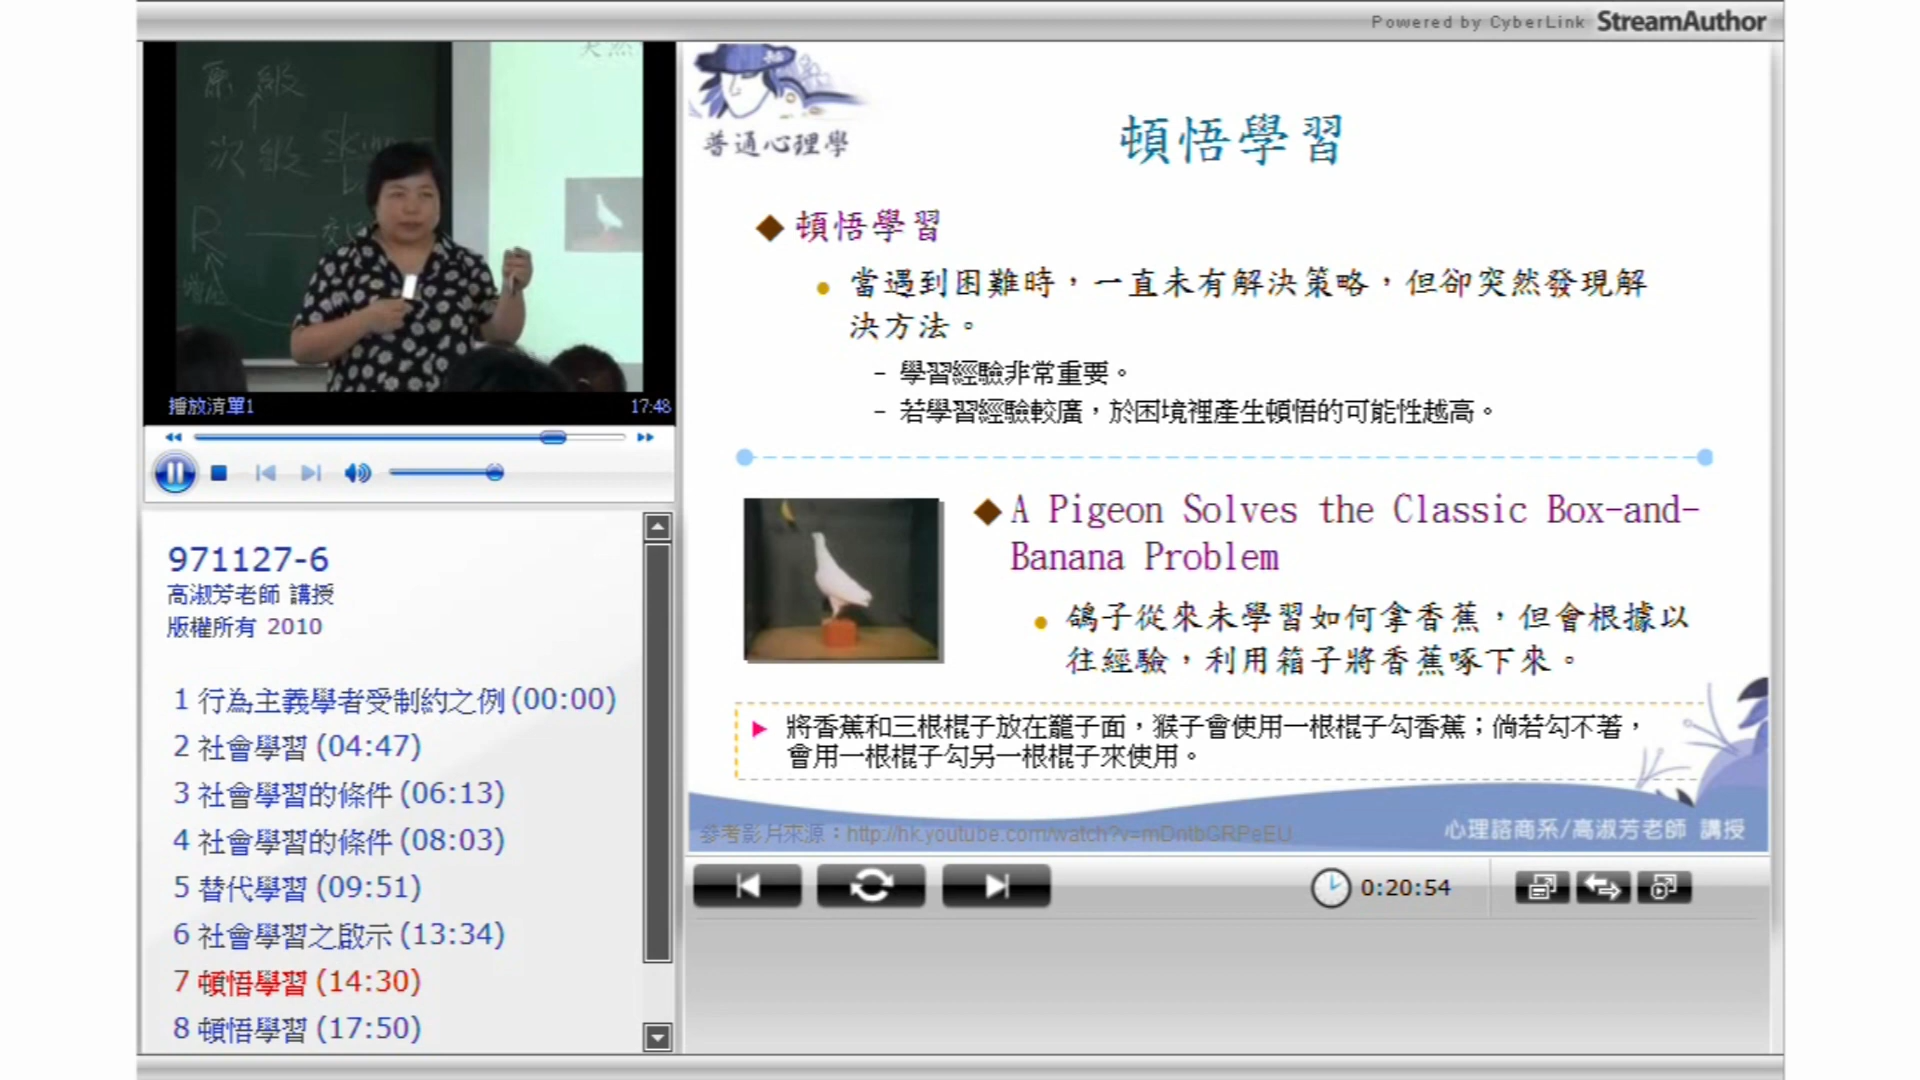 Powered by CyberLink StreamAuthor
原級
次級
R
播放清單1
17:48
971127-6
高淑芳老師 講授
版權所有 2010
1 行為主義學者受制約之例 (00:00)
2 社會學習 (04:47)
3 社會學習的條件 (06:13)
4 社會學習的條件 (08:03)
5 替代學習 (09:51)
6 社會學習之啟示 (13:34)
7 頓悟學習 (14:30)
8 頓悟學習 (17:50)
普通心理學
頓悟學習
頓悟學習
當遇到困難時，一直未有解決策略，但卻突然發現解
決方法。
- 學習經驗非常重要。
- 若學習經驗較廣，於困境裡產生頓悟的可能性越高。
A Pigeon Solves the Classic Box-and-
Banana Problem
鴿子從來未學習如何拿香蕉，但會根據以
往經驗，利用箱子將香蕉啄下來。
將香蕉和三根棍子放在籠子面，猴子會使用一根棍子勾香蕉；倘若勾不著，
會用一根棍子勾另一根棍子來使用。
參考影片來源：http://hk.youtube.com/watch?v=mDntbGRPeEU
心理諮商系/高淑芳老師 講授
0:20:54